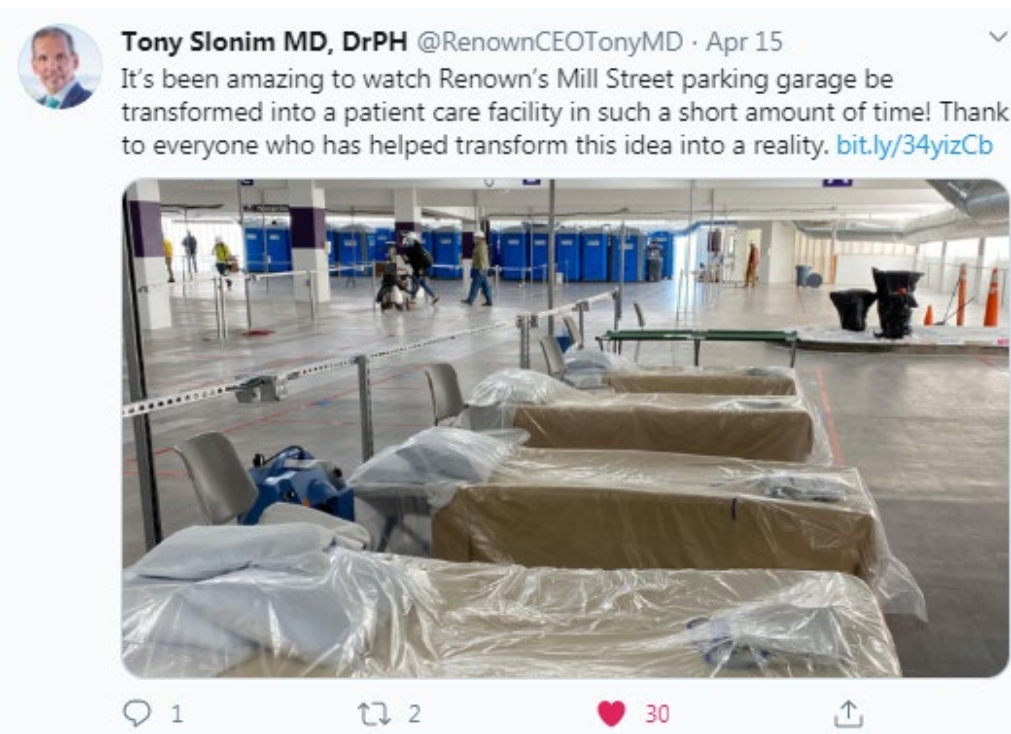 Tony Slonim MD, DrPH @RenownCEOTonyMD · Apr 15
It's been amazing to watch Renown's Mill Street parking garage be
transformed into a patient care facility in such a short amount of time! Thank
to everyone who has helped transform this idea into a reality. bit.ly/34yizCb
1 2 30